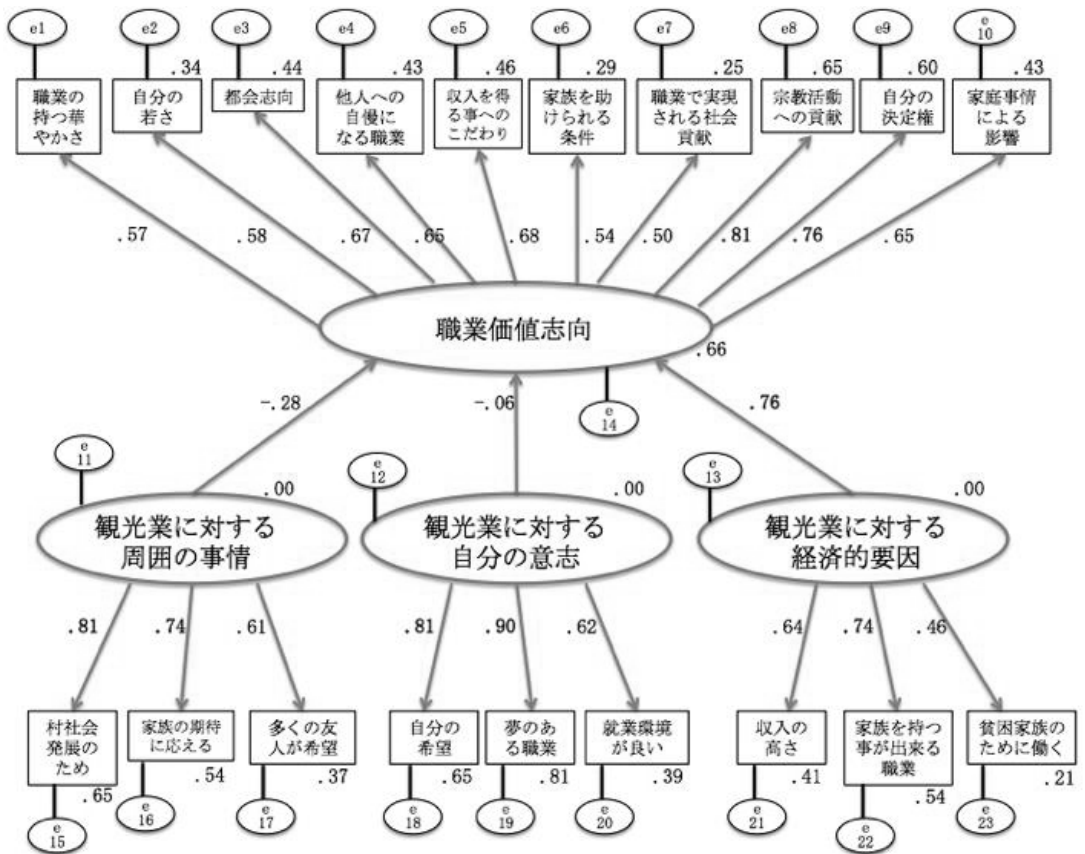 e1
e2
e3
e4
e5
e6
e7
e8
e9
e
10
.34
.44
.43
.46
.29
.25
.65
.60
.43
職業の
持つ華
やかさ
自分の
若さ
都会志向
他人への
自慢に
なる職業
収入を得
る事への
こだわり
家族を助
けられる
条件
職業で実現
される社会
貢献
宗教活動
への貢献
自分の
決定権
家庭事情
による
影響
.57
.58
.67
.65
.68
.54
.50
.81
.76
.65
職業価値志向
.66
e
14
-.28
-.06
.76
e
11
e
12
e
13
.00
.00
.00
観光業に対する
周囲の事情
観光業に対する
自分の意志
観光業に対する
経済的要因
.81
.74
.61
.81
.90
.62
.64
.74
.46
村社会
発展の
ため
家族の期待
に応える
多くの友
人が希望
自分の
希望
夢のあ
る職業
就業環境
が良い
収入の
高さ
家族を持つ
事が出来る
職業
貧困家族の
ために働く
.65
.54
.37
.65
.81
.39
.41
.54
.21
e
15
e
16
e
17
e
18
e
19
e
20
e
21
e
22
e
23